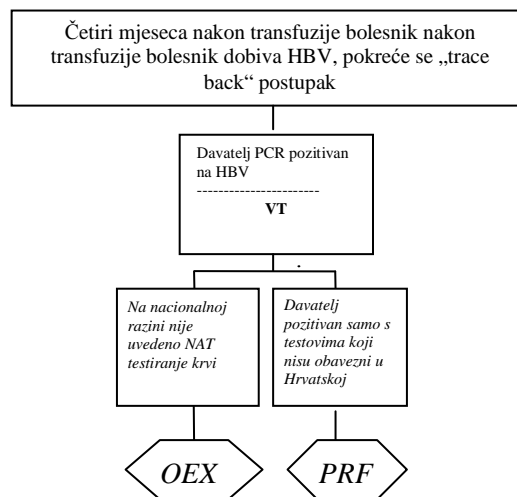 Četiri mjeseca nakon transfuzije bolesnik nakon
transfuzije bolesnik dobiva HBV, pokreće se „trace
back“ postupak
Davatelj PCR pozitivan
na HBV
-----------------------
VT
Na nacionalnoj
razini nije
uvedeno NAT
testiranje krvi
Davatelj
pozitivan samo s
testovima koji
nisu obavezni u
Hrvatskoj
OEX
PRF